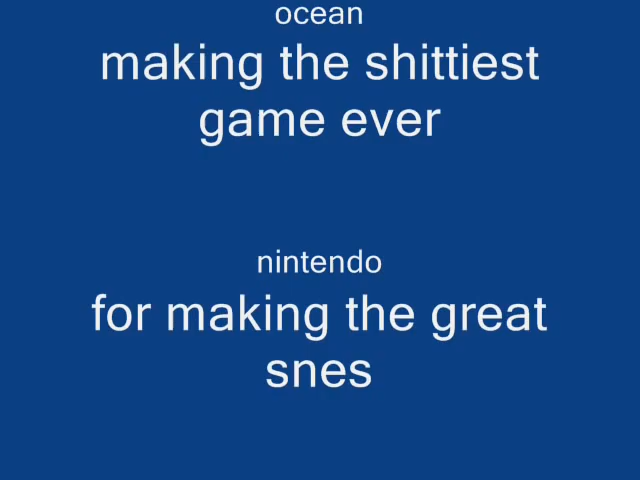 ocean
making the shittiest
game ever
nintendo
for making the great
snes